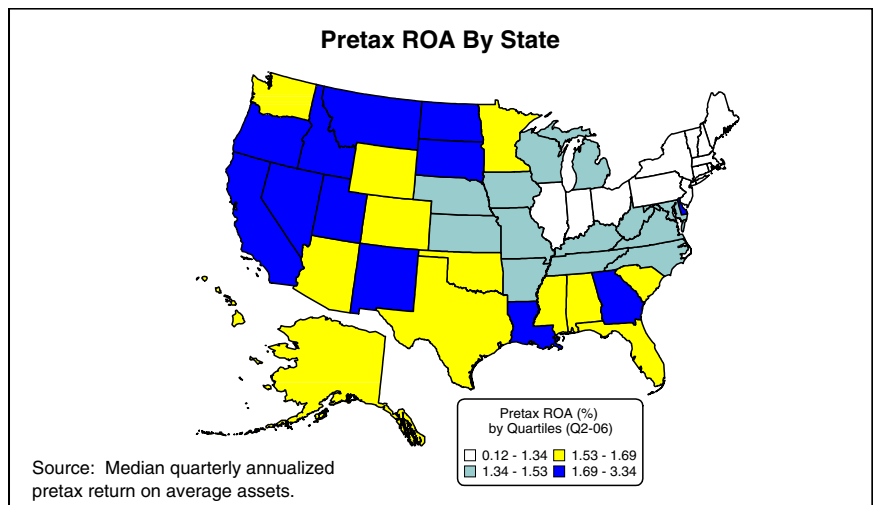 Pretax ROA By State
Pretax ROA (%)
by Quartiles (Q2-06)
0.12 - 1.34 1.53 - 1.69
1.34 - 1.53 1.69 - 3.34
Source: Median quarterly annualized
pretax return on average assets.